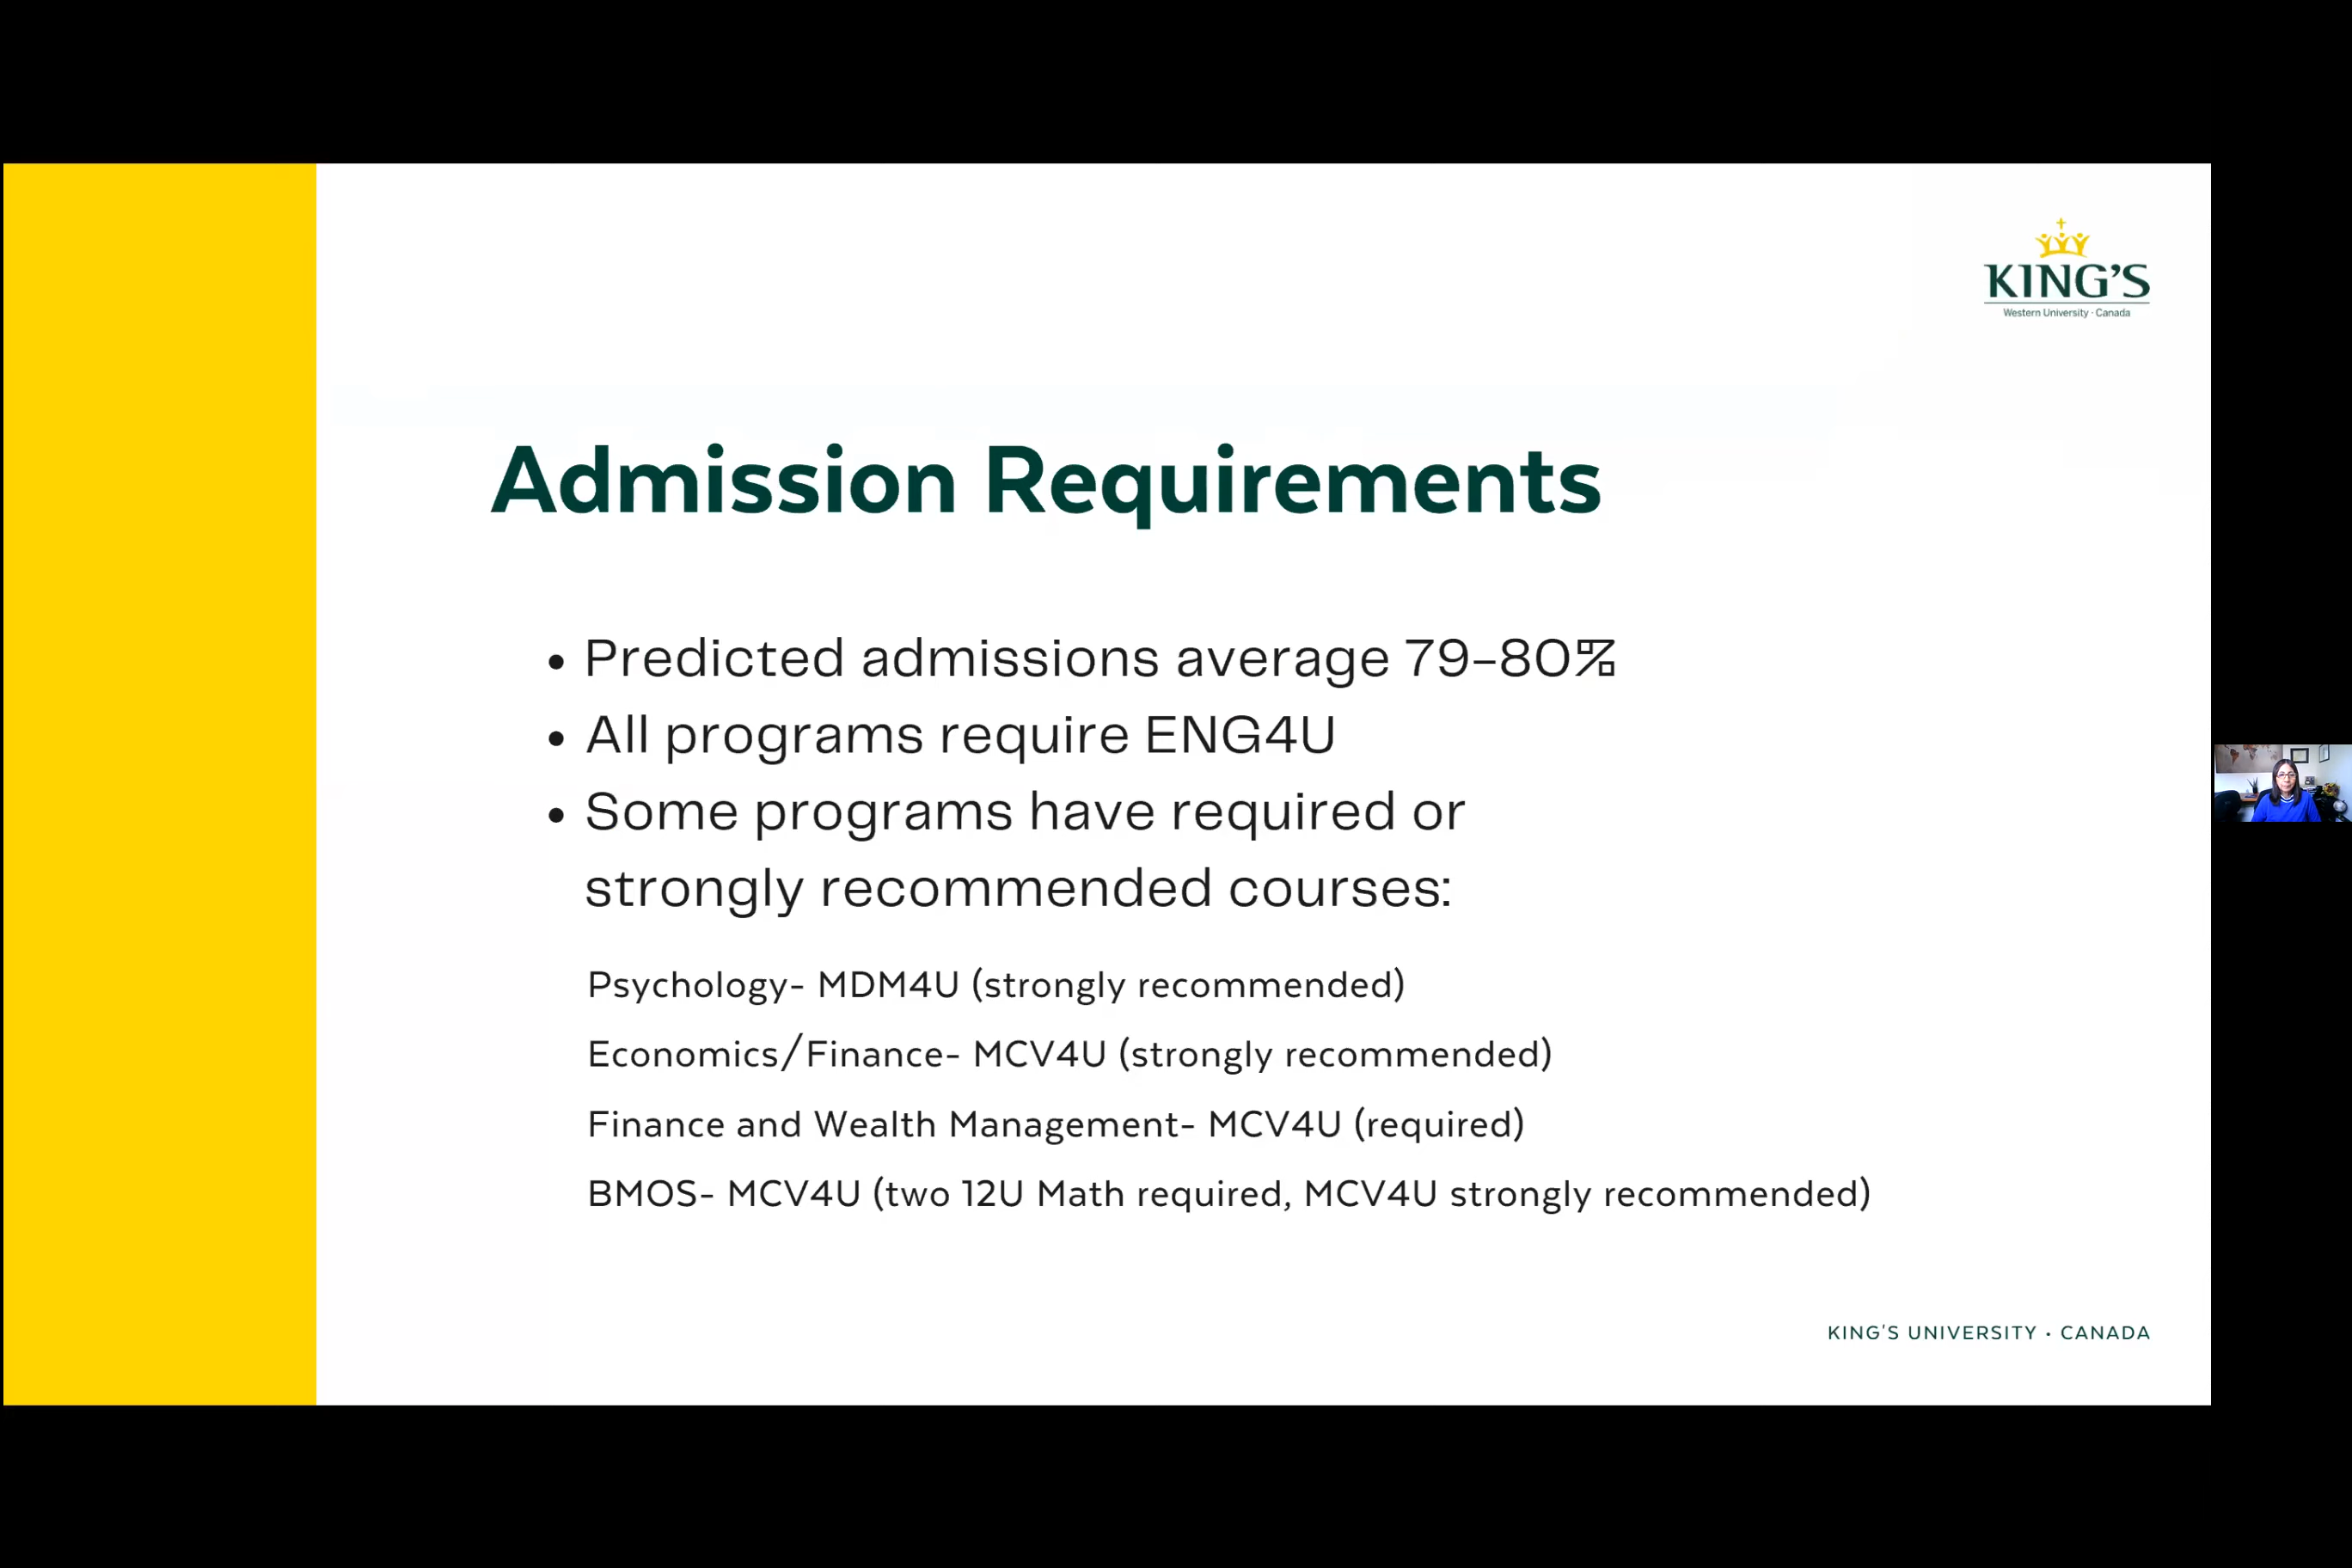 KING'S
Western University · Canada
Admission Requirements
• Predicted admissions average 79–80%
• All programs require ENG4U
• Some programs have required or
strongly recommended courses:
Psychology- MDM4U (strongly recommended)
Economics/Finance- MCV4U (strongly recommended)
Finance and Wealth Management- MCV4U (required)
BMOS- MCV4U (two 12U Math required, MCV4U strongly recommended)
KING'S UNIVERSITY · CANADA